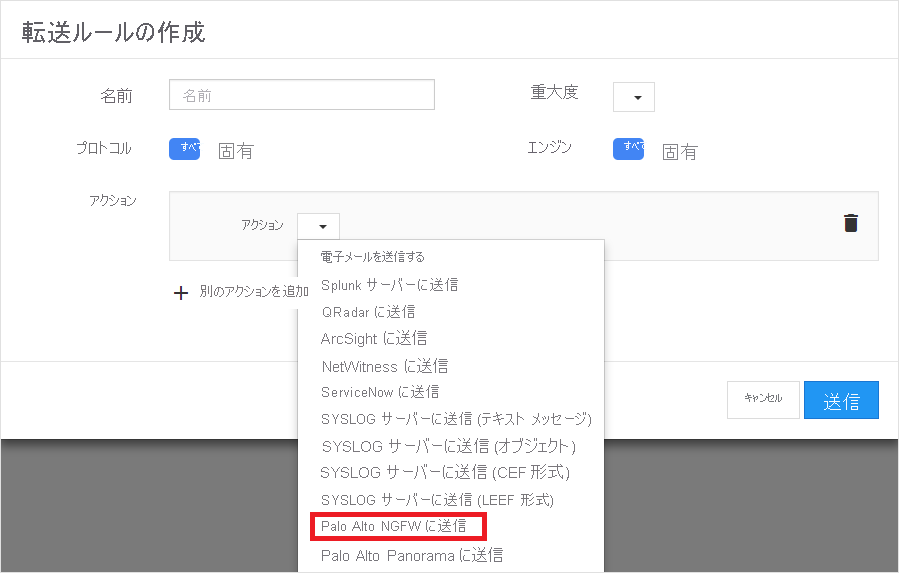 転送ルールの作成
名前 名前 重大度
プロトコル すべて 固有 エンジン すべて 固有
アクション
アクション
電子メールを送信する
別のアクションを追加
Splunk サーバーに送信
QRadar に送信
ArcSight に送信
NetWitness に送信
ServiceNow に送信
SYSLOG サーバーに送信 (テキスト メッセージ)
SYSLOG サーバーに送信 (オブジェクト)
SYSLOG サーバーに送信 (CEF 形式)
SYSLOG サーバーに送信 (LEEF 形式)
Palo Alto NGFW に送信
Palo Alto Panorama に送信
キャンセル 送信